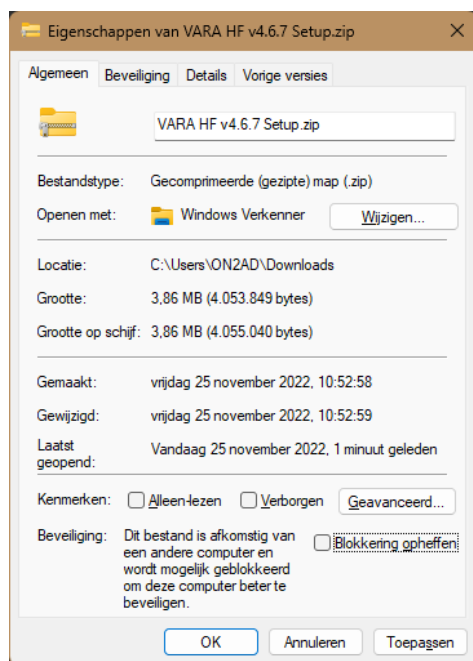 Eigenschappen van VARA HF v4.6.7 Setup.zip
Algemeen Beveiliging Details Vorige versies
VARA HF v4.6.7 Setup.zip
Bestandstype: Gecomprimeerde (gezipte) map (.zip)
Openen met: Windows Verkenner Wijzigen...
Locatie: C:\Users\ON2AD\Downloads
Grootte: 3,86 MB (4.053.849 bytes)
Grootte op schijf: 3,86 MB (4.055.040 bytes)
Gemaakt: vrijdag 25 november 2022, 10:52:58
Gewijzigd: vrijdag 25 november 2022, 10:52:59
Laatst geopend: Vandaag 25 november 2022, 1 minuut geleden
Kenmerken: Alleen-lezen Verborgen Geavanceerd...
Beveiliging: Dit bestand is afkomstig van
een andere computer en
wordt mogelijk geblokkeerd
om deze computer beter te
beveiligen.
Blokkering opheffen
OK Annuleren Toepassen